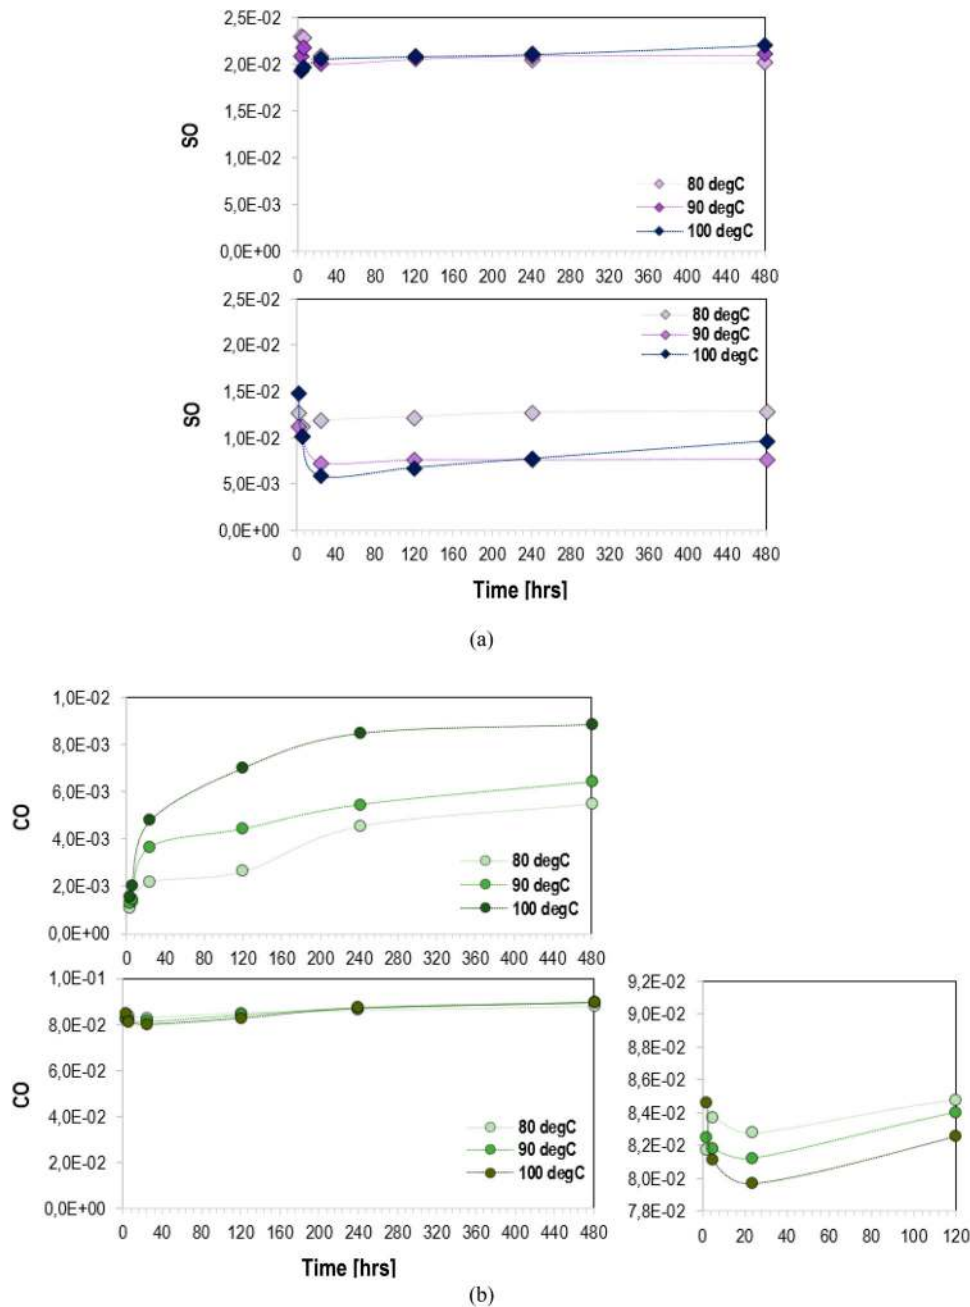 2,5E-02
2,0E-02
1,5E-02
1,0E-02
5,0E-03
0,0E+00
SO
80 degC
90 degC
100 degC
0 40 80 120 160 200 240 280 320 360 400 440 480
2,5E-02
2,0E-02
1,5E-02
1,0E-02
5,0E-03
0,0E+00
SO
80 degC
90 degC
100 degC
0 40 80 120 160 200 240 280 320 360 400 440 480
Time [hrs]
(a)
1,0E-02
8,0E-03
6,0E-03
4,0E-03
2,0E-03
0,0E+00
CO
80 degC
90 degC
100 degC
0 40 80 120 160 200 240 280 320 360 400 440 480
1,0E-01
8,0E-02
6,0E-02
4,0E-02
2,0E-02
0,0E+00
CO
80 degC
90 degC
100 degC
0 40 80 120 160 200 240 280 320 360 400 440 480
Time [hrs]
9,2E-02
9,0E-02
8,8E-02
8,6E-02
8,4E-02
8,2E-02
8,0E-02
7,8E-02
0 20 40 60 80 100 120
(b)